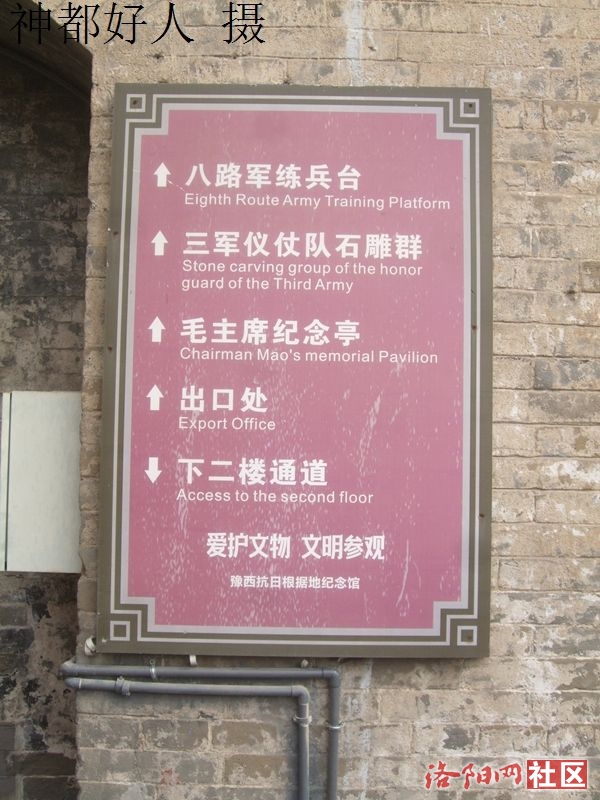 神都好人 摄
八路军练兵台
Eighth Route Army Training Platform
三军仪仗队石雕群
Stone carving group of the honor
guard of the Third Army
毛主席纪念亭
Chairman Mao's memorial Pavilion
出口处
Export Office
下二楼通道
Access to the second floor
爱护文物 文明参观
豫西抗日根据地纪念馆
洛阳网社区